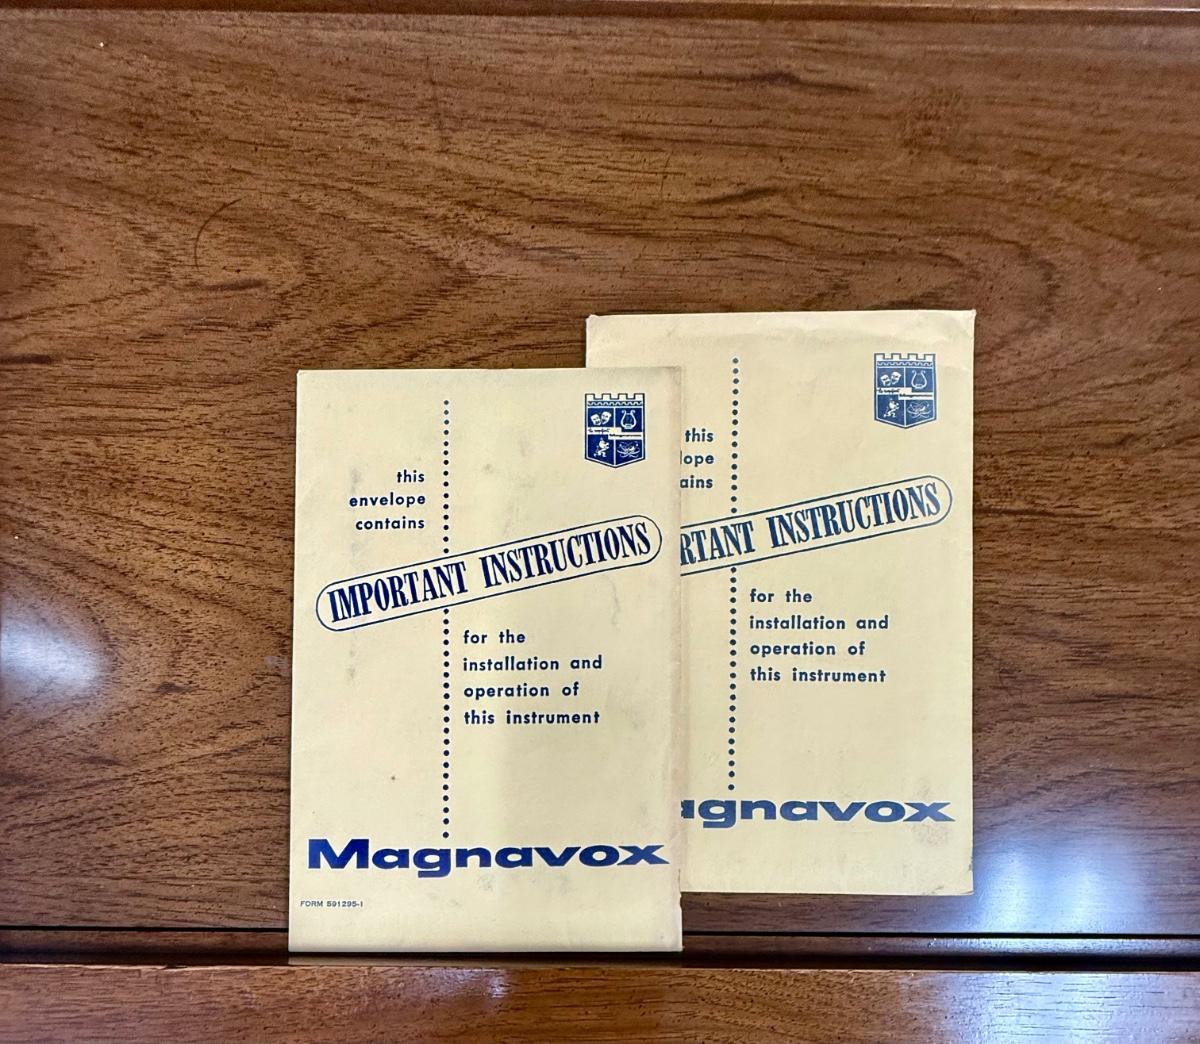 this
envelope
contains
IMPORTANT INSTRUCTIONS
for the
installation and
operation of
this instrument
Magnavox
FORM 591295-1
this
lope
ains
RTANT INSTRUCTIONS
for the
installation and
operation of
this instrument
agnavox